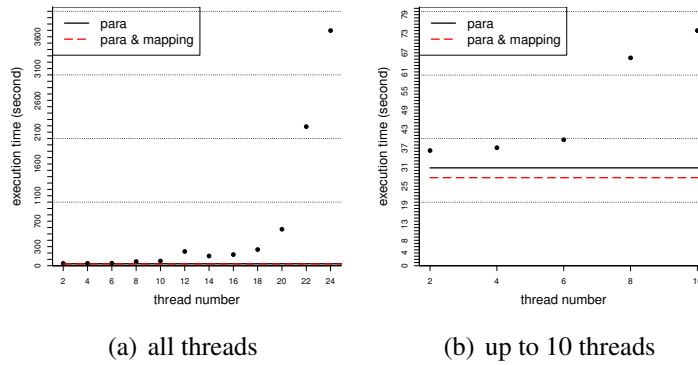 para
para & mapping
execution time (second)
0 300 700 1100 1600 2100 2600 3100 3600
2 4 6 8 10 12 14 16 18 20 22 24
thread number
(a) all threads
para
para & mapping
execution time (second)
0 4 8 13 19 25 31 37 43 49 55 61 67 73 79
2 4 6 8 10
thread number
(b) up to 10 threads